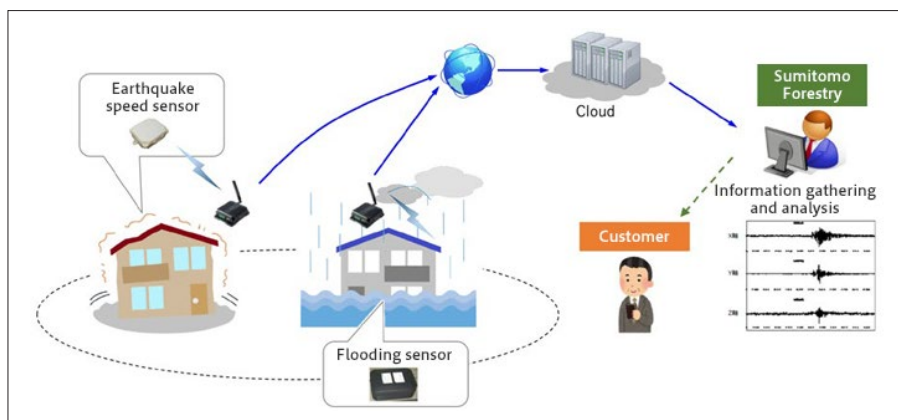 Earthquake
speed sensor
Cloud
Sumitomo
Forestry
Information gathering
and analysis
Customer
Flooding sensor